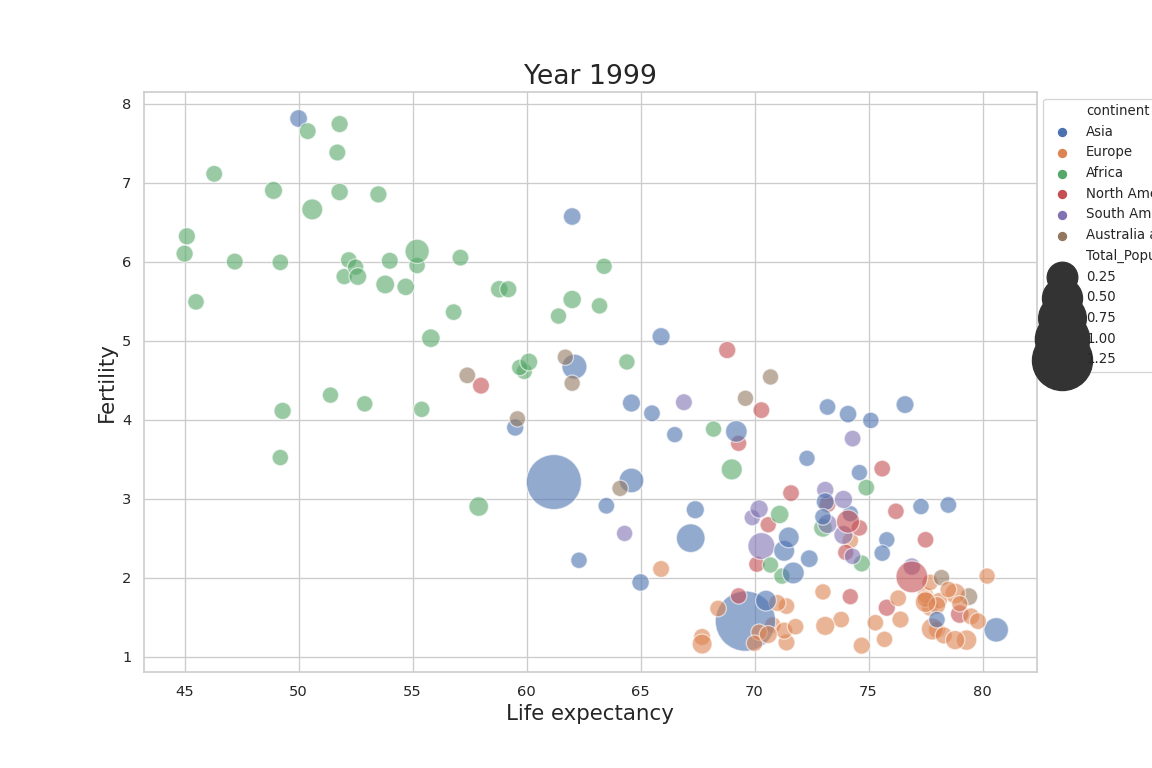 Year 1999
Fertility
8
7
6
5
4
3
2
1
45
50
55
60
65
70
75
80
Life expectancy
continent
Asia
Europe
Africa
North Ame
South Am
Australia a
Total_Popu
0.25
0.50
0.75
1.00
1.25